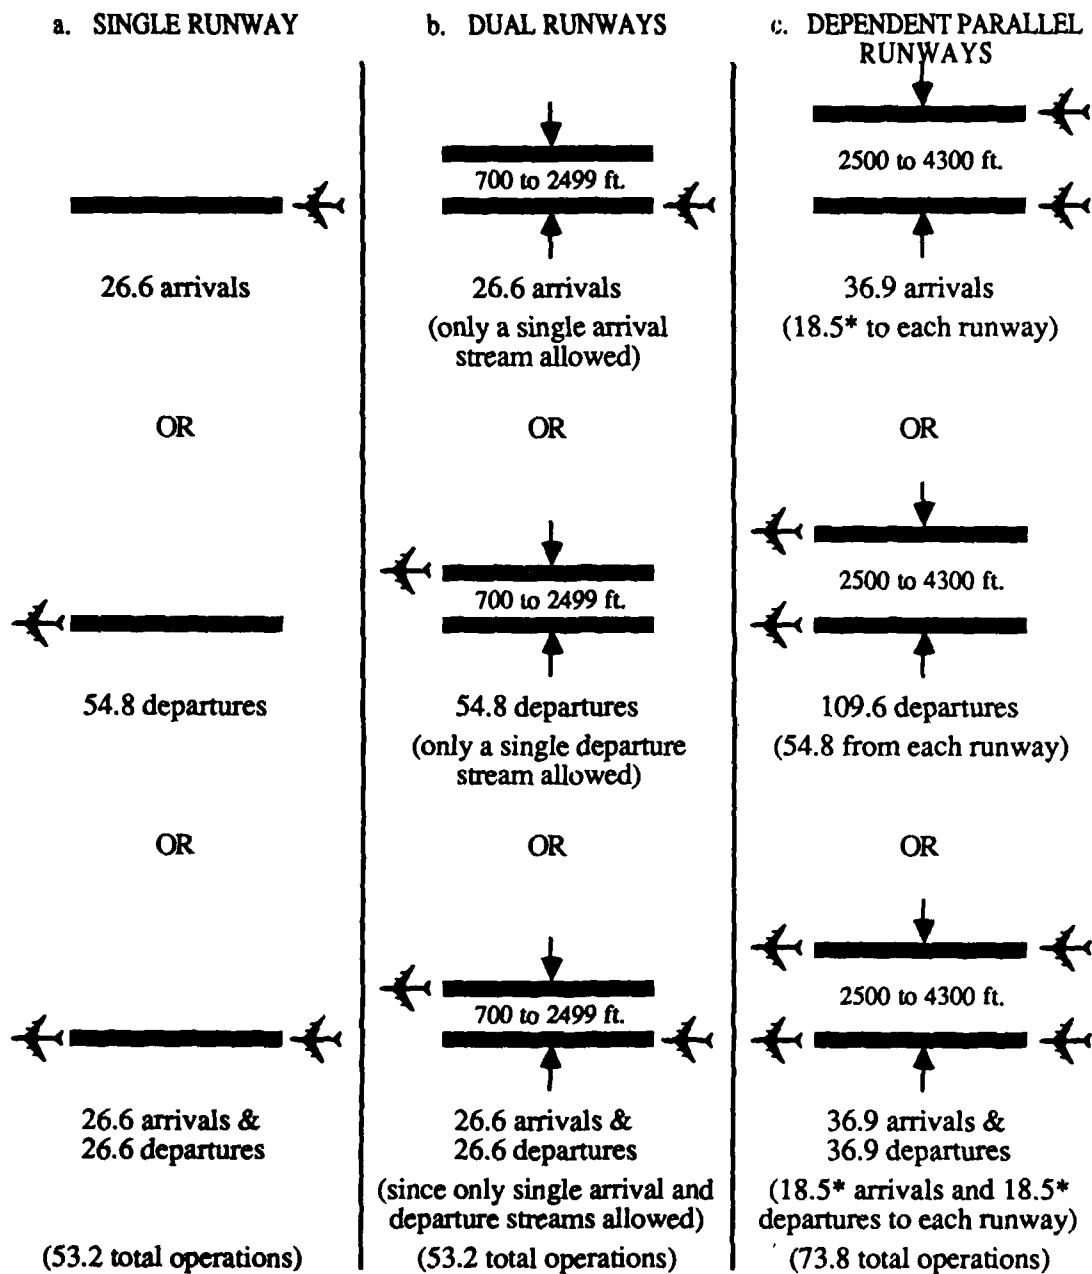 a. SINGLE RUNWAY
26.6 arrivals
OR
54.8 departures
OR
26.6 arrivals &
26.6 departures
(53.2 total operations)
b. DUAL RUNWAYS
700 to 2499 ft.
26.6 arrivals
(only a single arrival
stream allowed)
OR
700 to 2499 ft.
54.8 departures
(only a single departure
stream allowed)
OR
700 to 2499 ft.
26.6 arrivals &
26.6 departures
(since only single arrival and
departure streams allowed)
(53.2 total operations)
c. DEPENDENT PARALLEL
RUNWAYS
2500 to 4300 ft.
36.9 arrivals
(18.5* to each runway)
OR
2500 to 4300 ft.
109.6 departures
(54.8 from each runway)
OR
2500 to 4300 ft.
36.9 arrivals &
36.9 departures
(18.5* arrivals and 18.5*
departures to each runway)
(73.8 total operations)